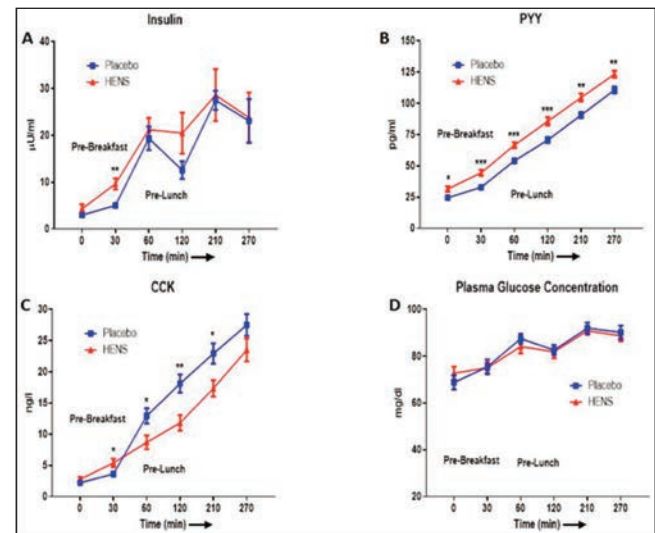 Insulin
A
Placebo
HENS
μU/ml
40
30
20
10
0
Pre-Breakfast
**
Pre-Lunch
0 30 60 120 210 270
Time (min)
PYY
B
Placebo
HENS
pg/ml
150
125
100
75
50
25
0
Pre-Breakfast
* *** *** *** ** **
Pre-Lunch
0 30 60 120 210 270
Time (min)
CCK
C
Placebo
HENS
ng/l
30
25
20
15
10
5
0
Pre-Breakfast
* * ** *
Pre-Lunch
0 30 60 120 210 270
Time (min)
Plasma Glucose Concentration
D
Placebo
HENS
mg/dl
100
80
60
40
20
Pre-Breakfast Pre-Lunch
0 30 60 120 210 270
Time (min)